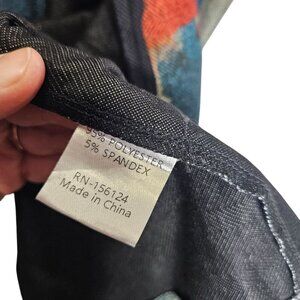 95% POLYESTER
5% SPANDEX
RN-156124
Made in China